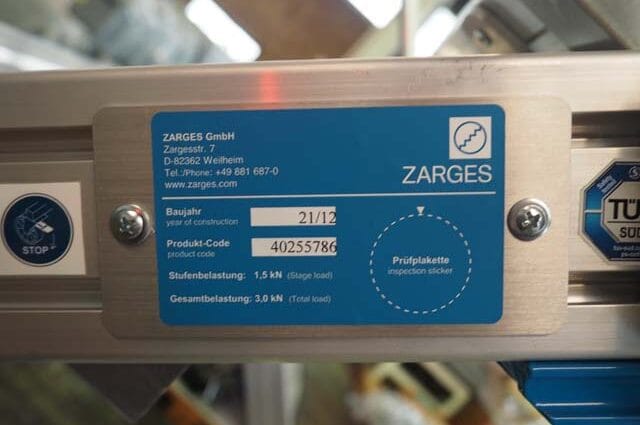 ZARGES GmbH
Zargesstr. 7
D-82362 Weilheim
Tel.:/Phone: +49 881 687-0
www.zarges.com
ZARGES
Baujahr
year of construction
21/12
Produkt-Code
product code
40255786
Stufenbelastung: 1,5 kN (Stage load)
Gesamtbelastung: 3,0 kN (Total load)
Prüfplakette
inspection sticker
STOP
TÜ
SÜD